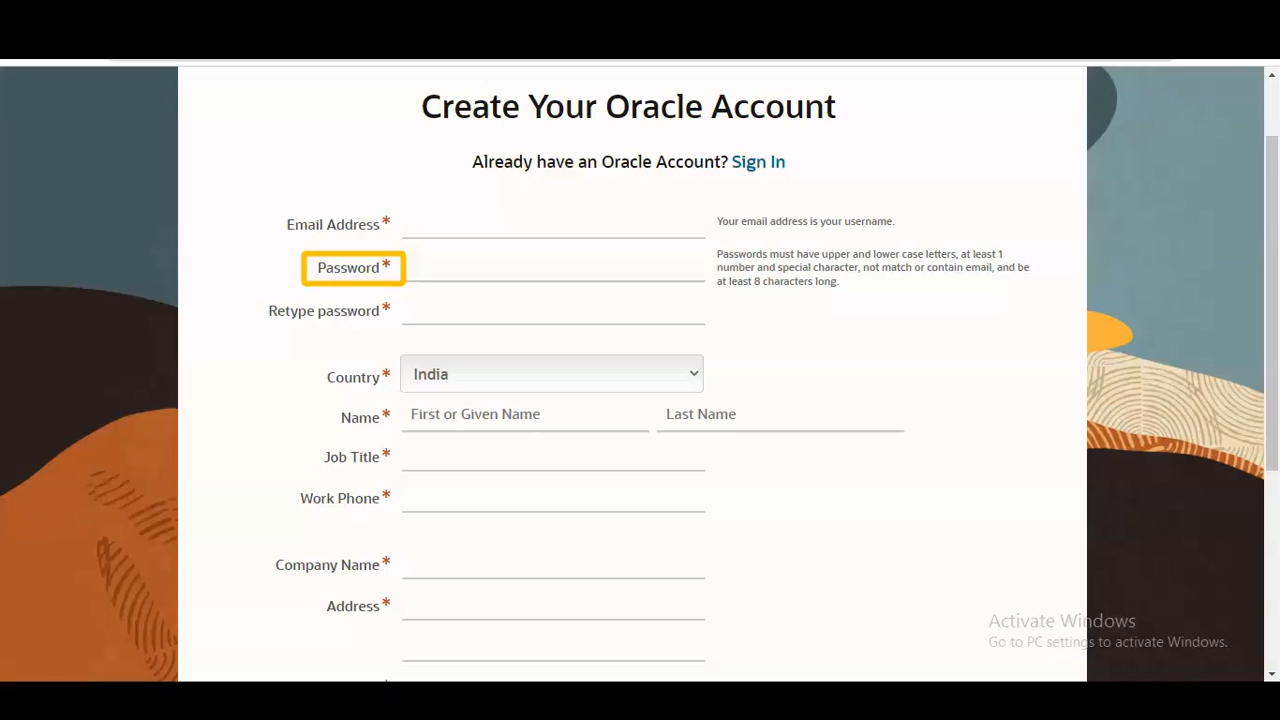 Create Your Oracle Account
Already have an Oracle Account? Sign In
Email Address*
Your email address is your username.
Password*
Passwords must have upper and lower case letters, at least 1
number and special character, not match or contain email, and be
at least 8 characters long.
Retype password*
Country* India
Name* First or Given Name Last Name
Job Title*
Work Phone*
Company Name*
Address*
Activate Windows
Go to PC settings to activate Windows.